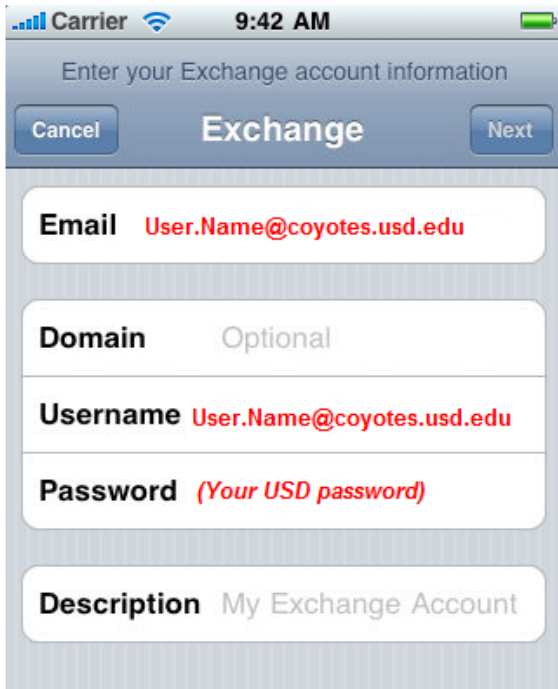 Carrier 9:42 AM
Enter your Exchange account information
Cancel Exchange Next
Email User.Name@coyotes.usd.edu
Domain Optional
Username User.Name@coyotes.usd.edu
Password (Your USD password)
Description My Exchange Account